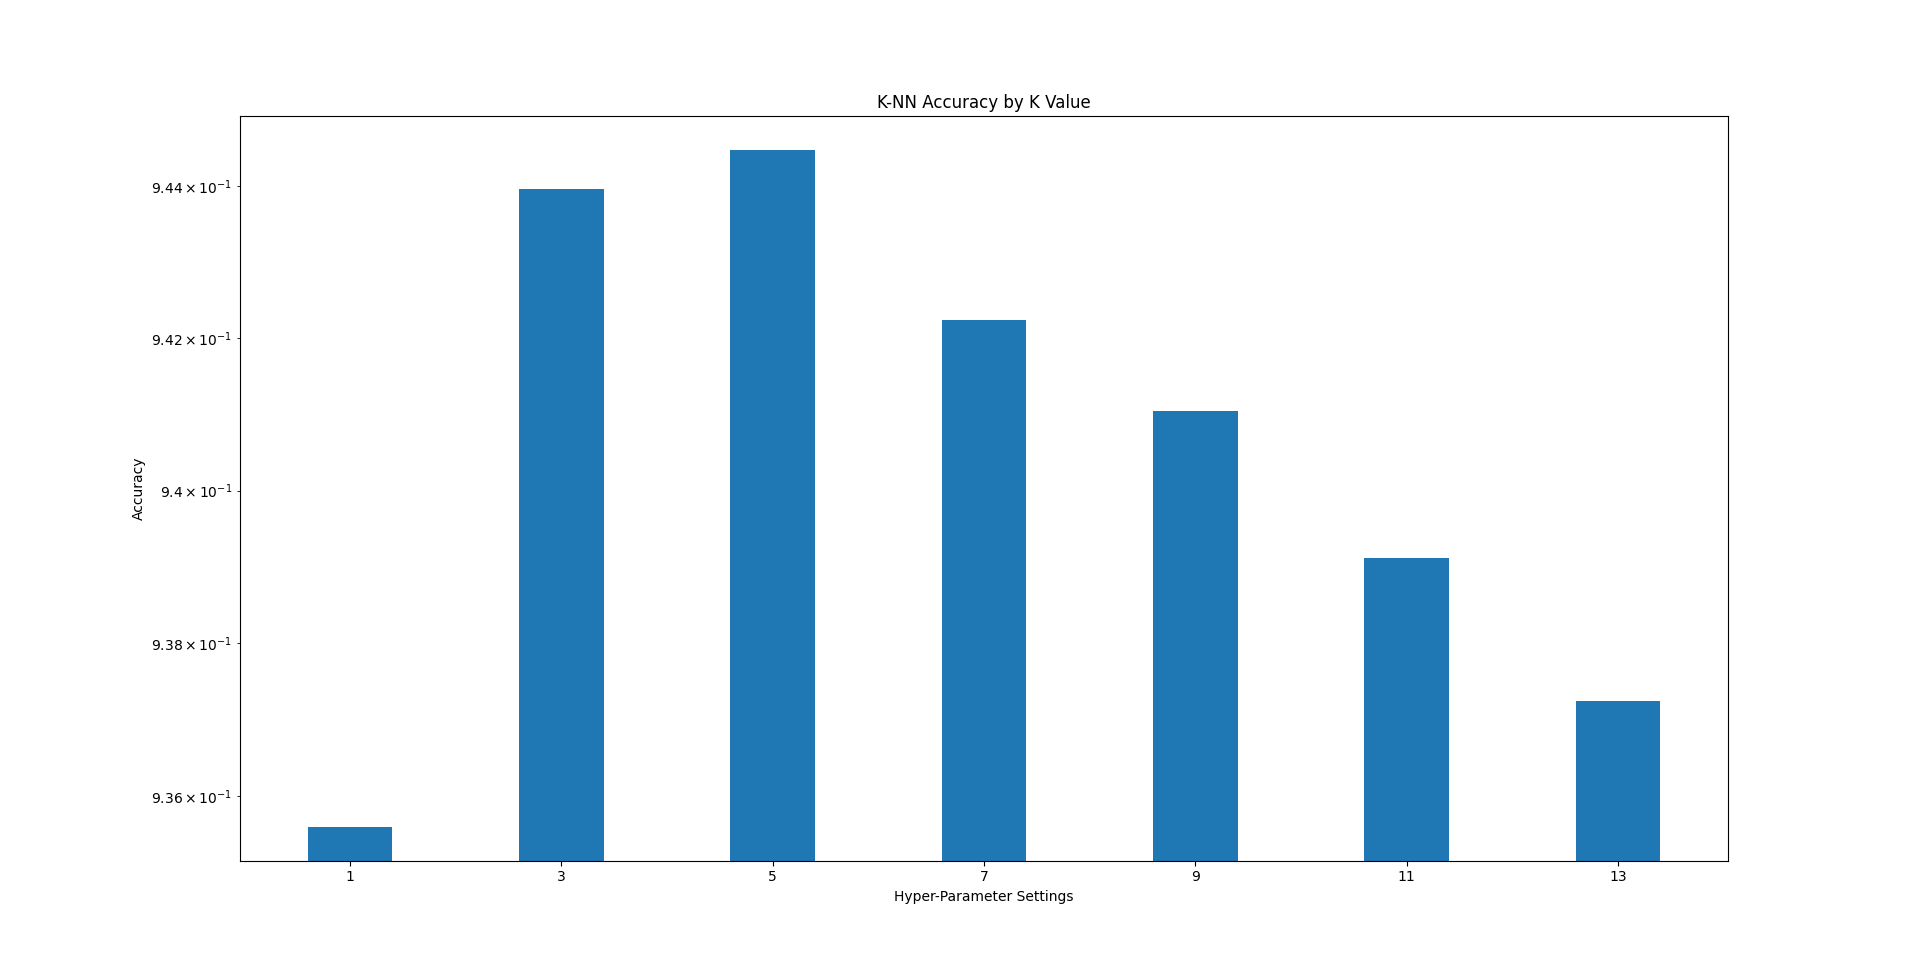 K-NN Accuracy by K Value
9.44 × 10⁻¹
9.42 × 10⁻¹
9.4 × 10⁻¹
9.38 × 10⁻¹
9.36 × 10⁻¹
Accuracy
1 3 5 7 9 11 13
Hyper-Parameter Settings